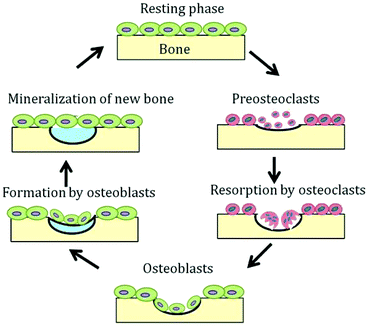 Resting phase
Bone
Preosteoclasts
Resorption by osteoclasts
Osteoblasts
Formation by osteoblasts
Mineralization of new bone